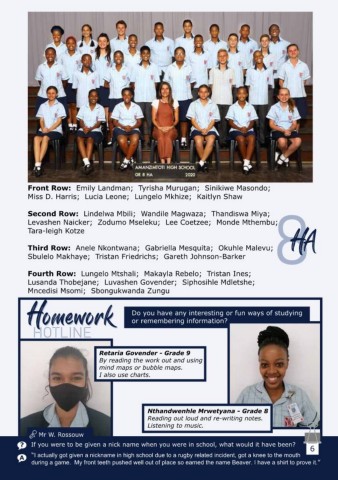 AMANZIMTOTI HIGH SCHOOL
GR 8 HA 2020
Front Row: Emily Landman; Tyrisha Murugan; Sinikiwe Masondo;
Miss D. Harris; Lucia Leone; Lungelo Mkhize; Kaitlyn Shaw
Second Row: Lindelwa Mbili; Wandile Magwaza; Thandiswa Miya;
Levashen Naicker; Zodumo Mseleku; Lee Coetzee; Monde Mthembu;
Tara-leigh Kotze
Third Row: Anele Nkontwana; Gabriella Mesquita; Okuhle Malevu;
Sbulelo Makhaye; Tristan Friedrichs; Gareth Johnson-Barker
Fourth Row: Lungelo Mtshali; Makayla Rebelo; Tristan Ines;
Lusanda Thobejane; Luvashen Govender; Siphosihle Mdletshe;
Mncedisi Msomi; Sbongukwanda Zungu
8 HA
Homework
HOTLINE
Do you have any interesting or fun ways of studying
or remembering information?
Retaria Govender - Grade 9
By reading the work out and using
mind maps or bubble maps.
I also use charts.
Nthandwenhle Mrwetyana - Grade 8
Reading out loud and re-writing notes.
Listening to music.
Mr W. Rossouw
? If you were to be given a nick name when you were in school, what would it have been?
A "I actually got given a nickname in high school due to a rugby related incident, got a knee to the mouth
during a game. My front teeth pushed well out of place so earned the name Beaver. I have a shirt to prove it."
6